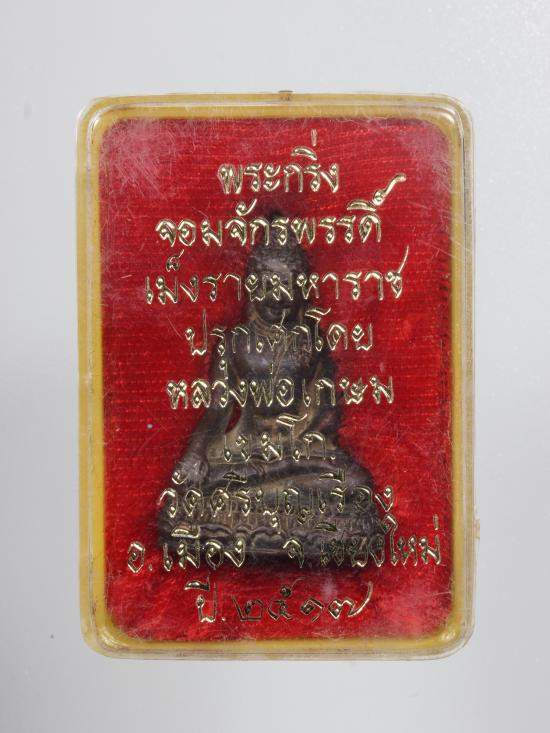 พระกริ่ง
จอมจักรพรรดิ์
เม็งรายมหาราช
ปรุกเศกโดย
หลวงพ่อเกษม
เขมโก.
วัดศรีบุญเรือง
อ.เมือง จ.เชียงใหม่
ปี.๒๕๑๗